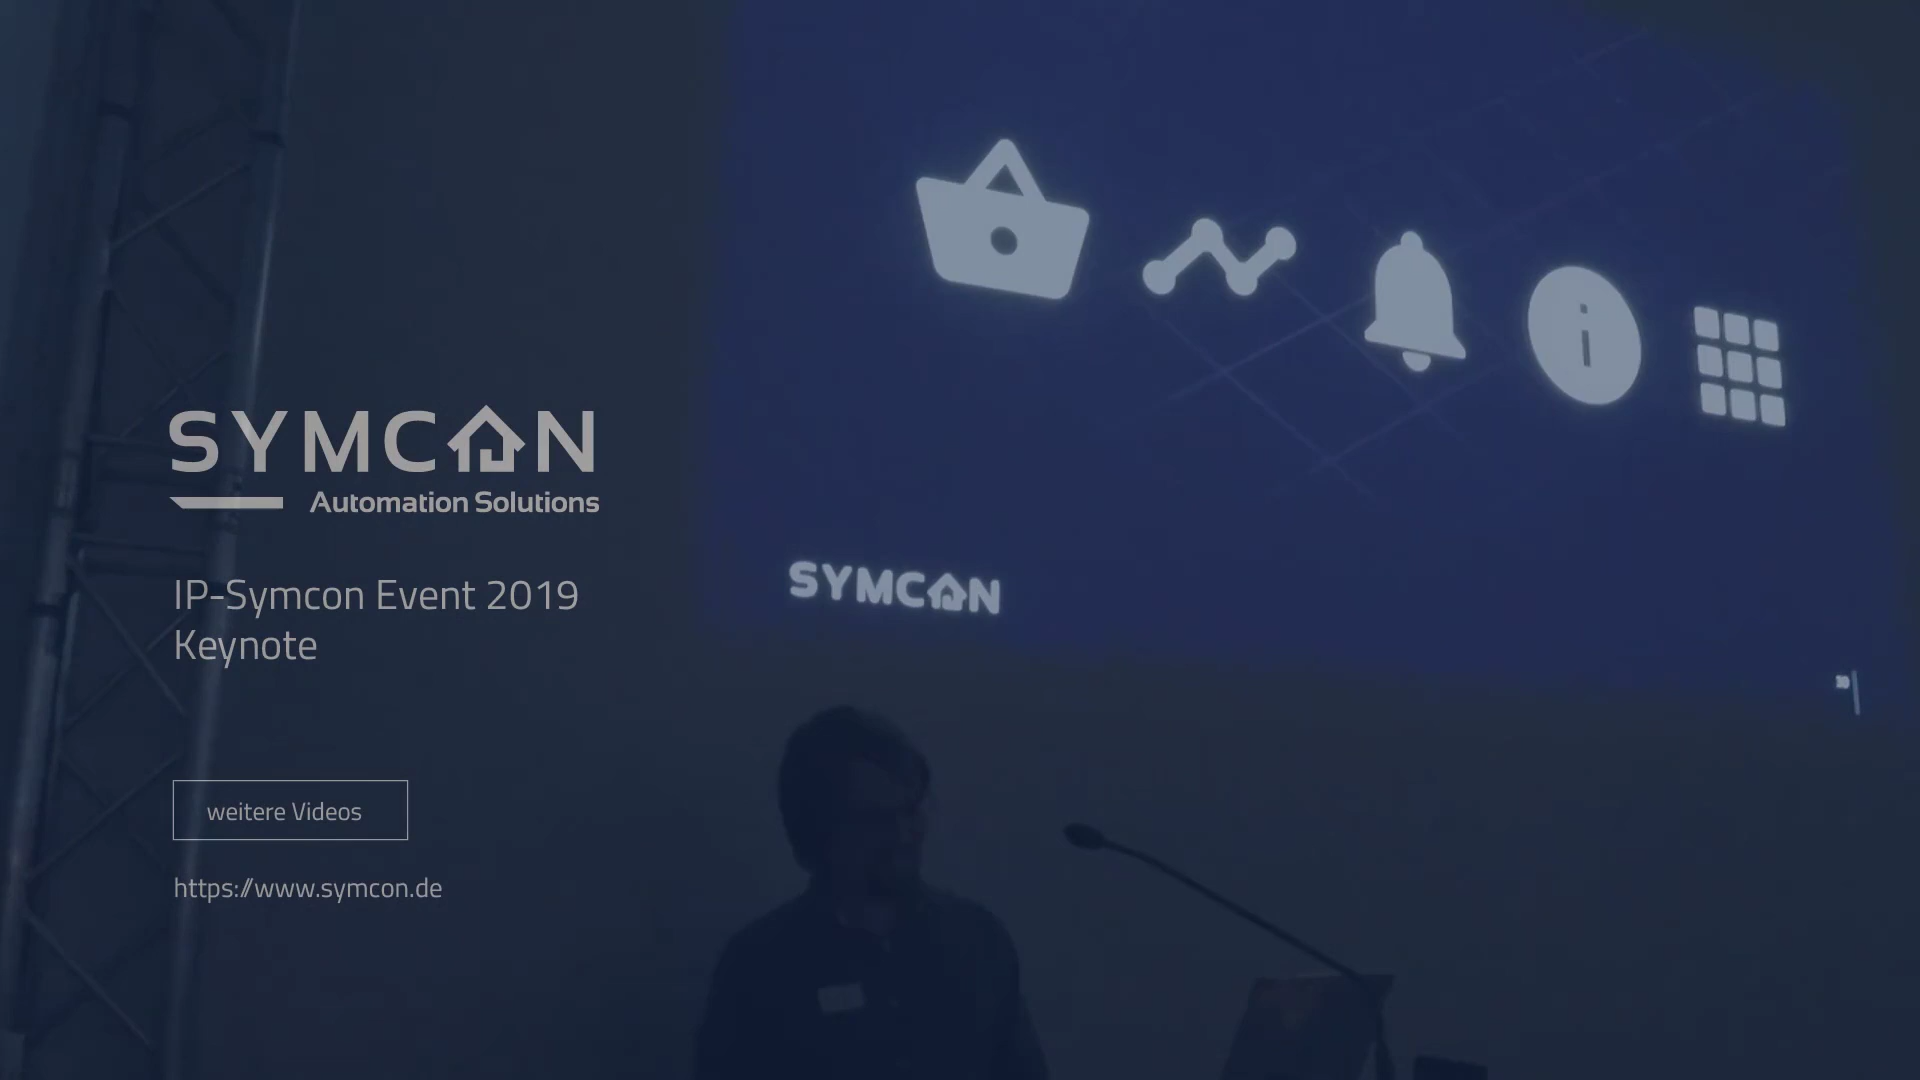 SYMCON
Automation Solutions
IP-Symcon Event 2019
Keynote
weitere Videos
https://www.symcon.de
SYMCON